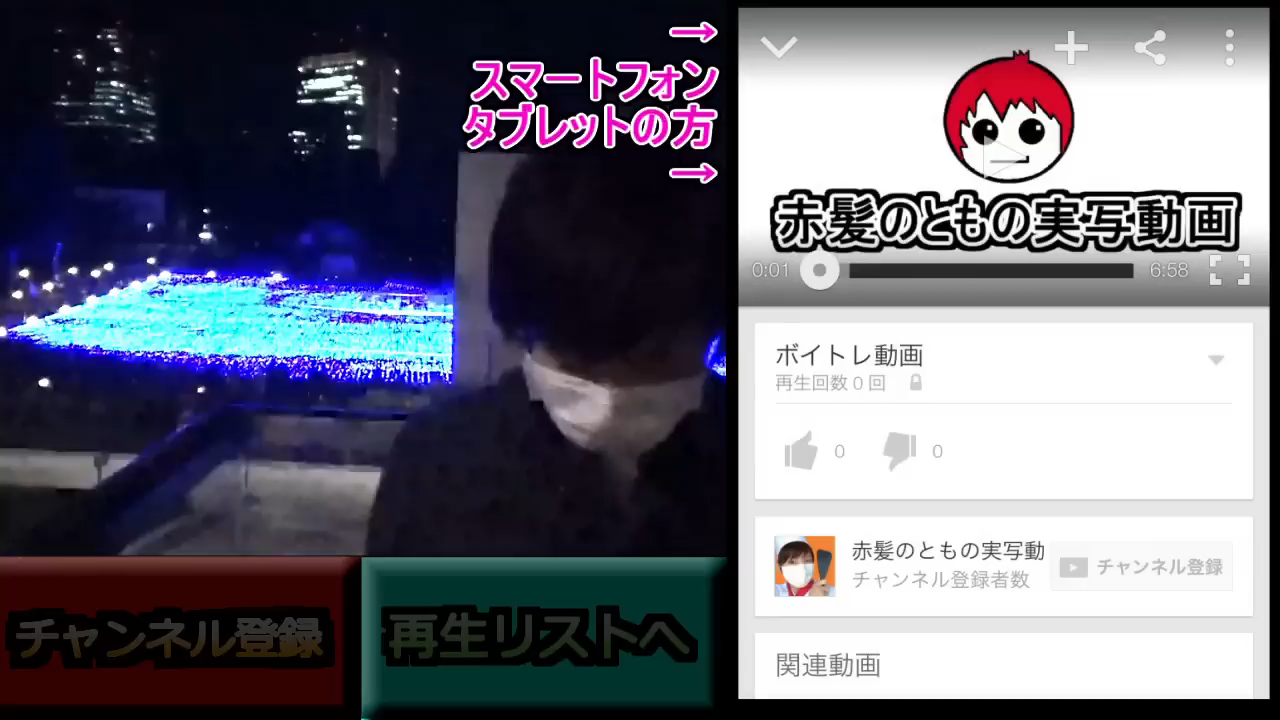 →
スマートフォン
タブレットの方
→
チャンネル登録
再生リストへ
赤髪のともの実写動画
0:01
6:58
ボイトレ動画
再生回数 0 回
0
0
赤髪のともの実写動
チャンネル登録者数
チャンネル登録
関連動画